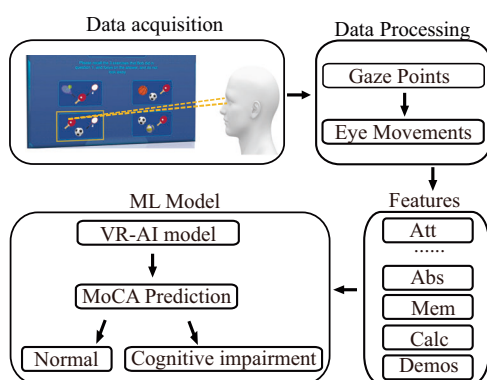 Data acquisition
Data Processing
Gaze Points
Eye Movements
Features
Att
......
Abs
Mem
Calc
Demos
ML Model
VR-AI model
MoCA Prediction
Normal
Cognitive impairment